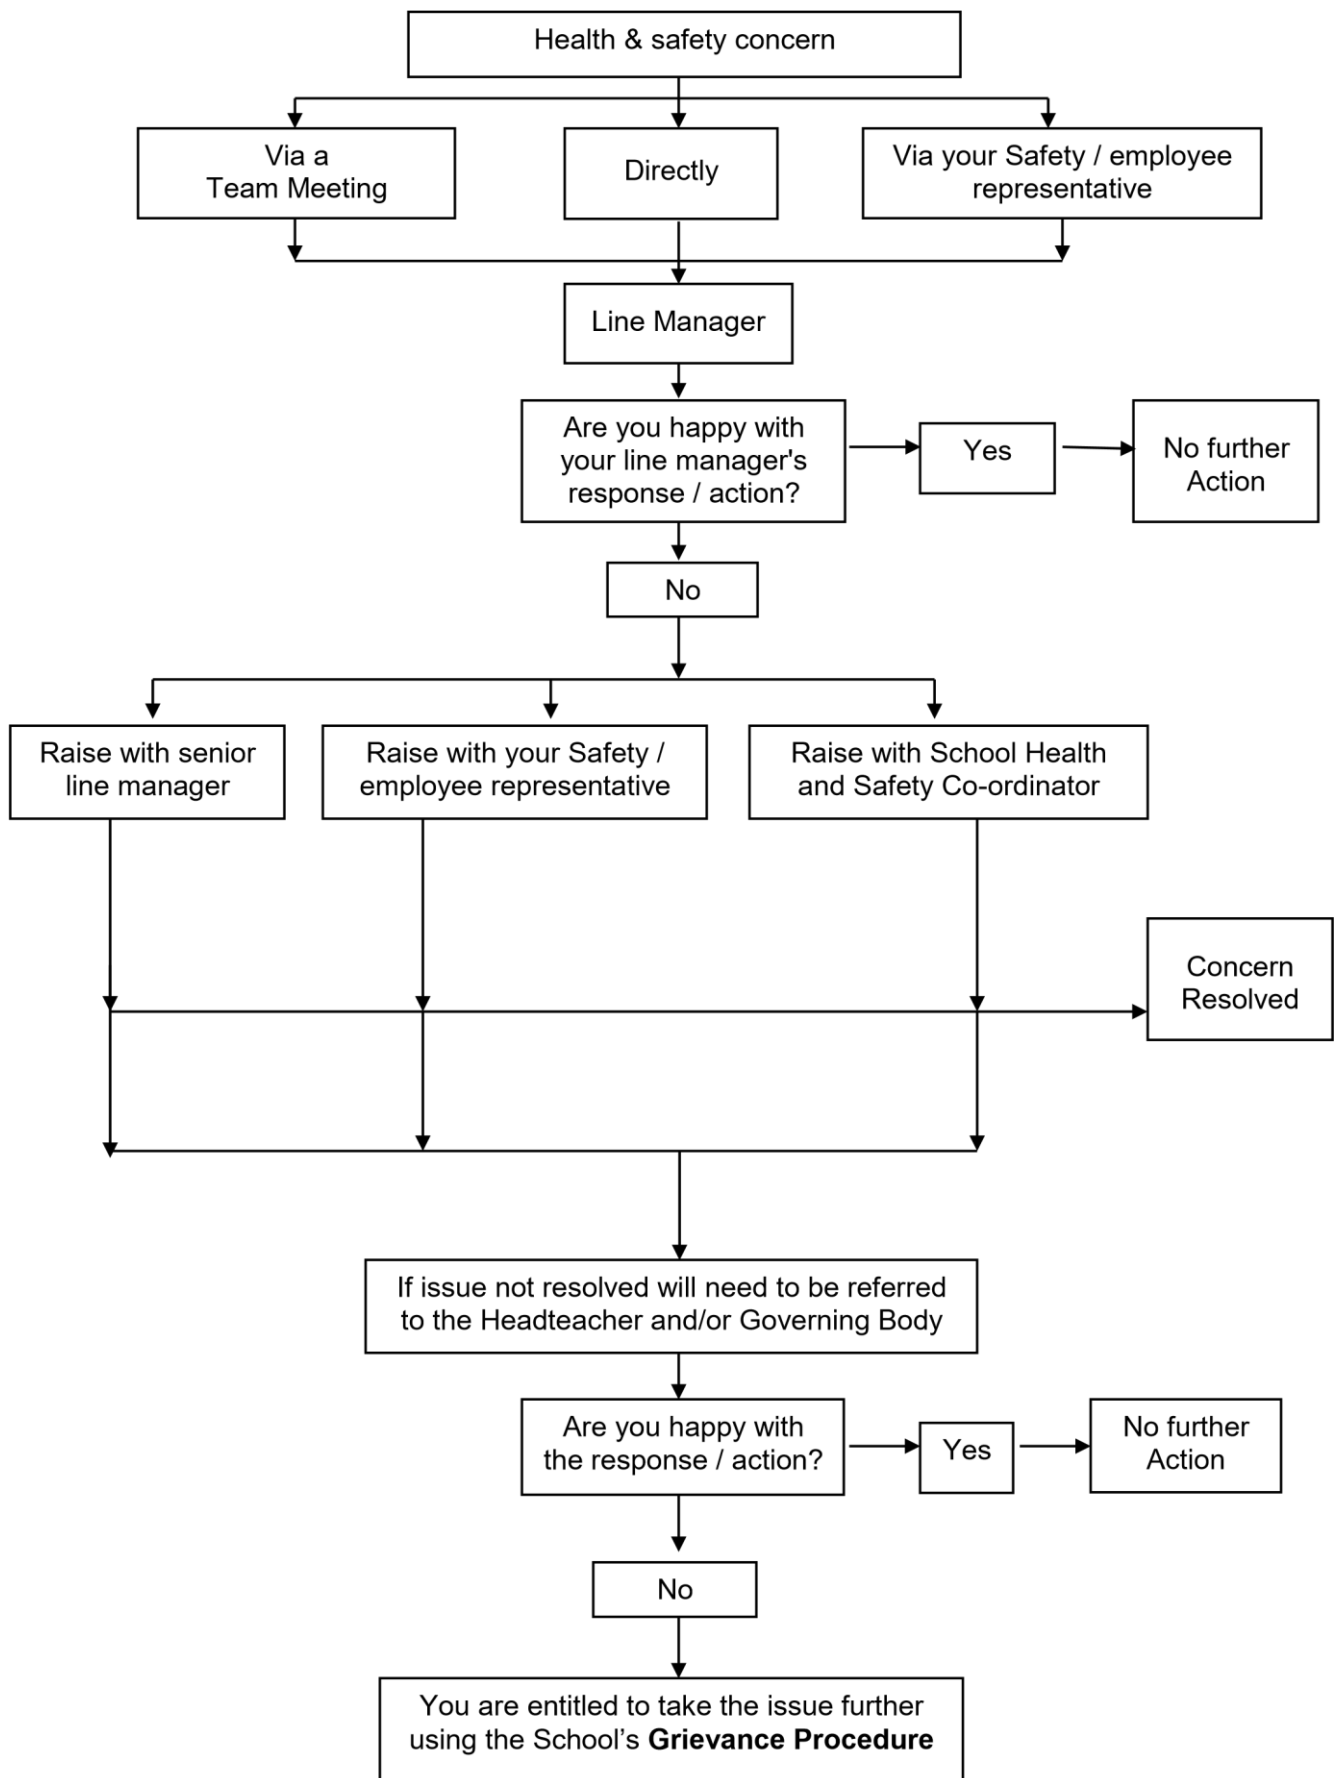 Health & safety concern
Via a
Team Meeting
Directly
Via your Safety / employee
representative
Line Manager
Are you happy with
your line manager's
response / action?
Yes
No further
Action
No
Raise with senior
line manager
Raise with your Safety /
employee representative
Raise with School Health
and Safety Co-ordinator
Concern
Resolved
If issue not resolved will need to be referred
to the Headteacher and/or Governing Body
Are you happy with
the response / action?
Yes
No further
Action
No
You are entitled to take the issue further
using the School’s Grievance Procedure